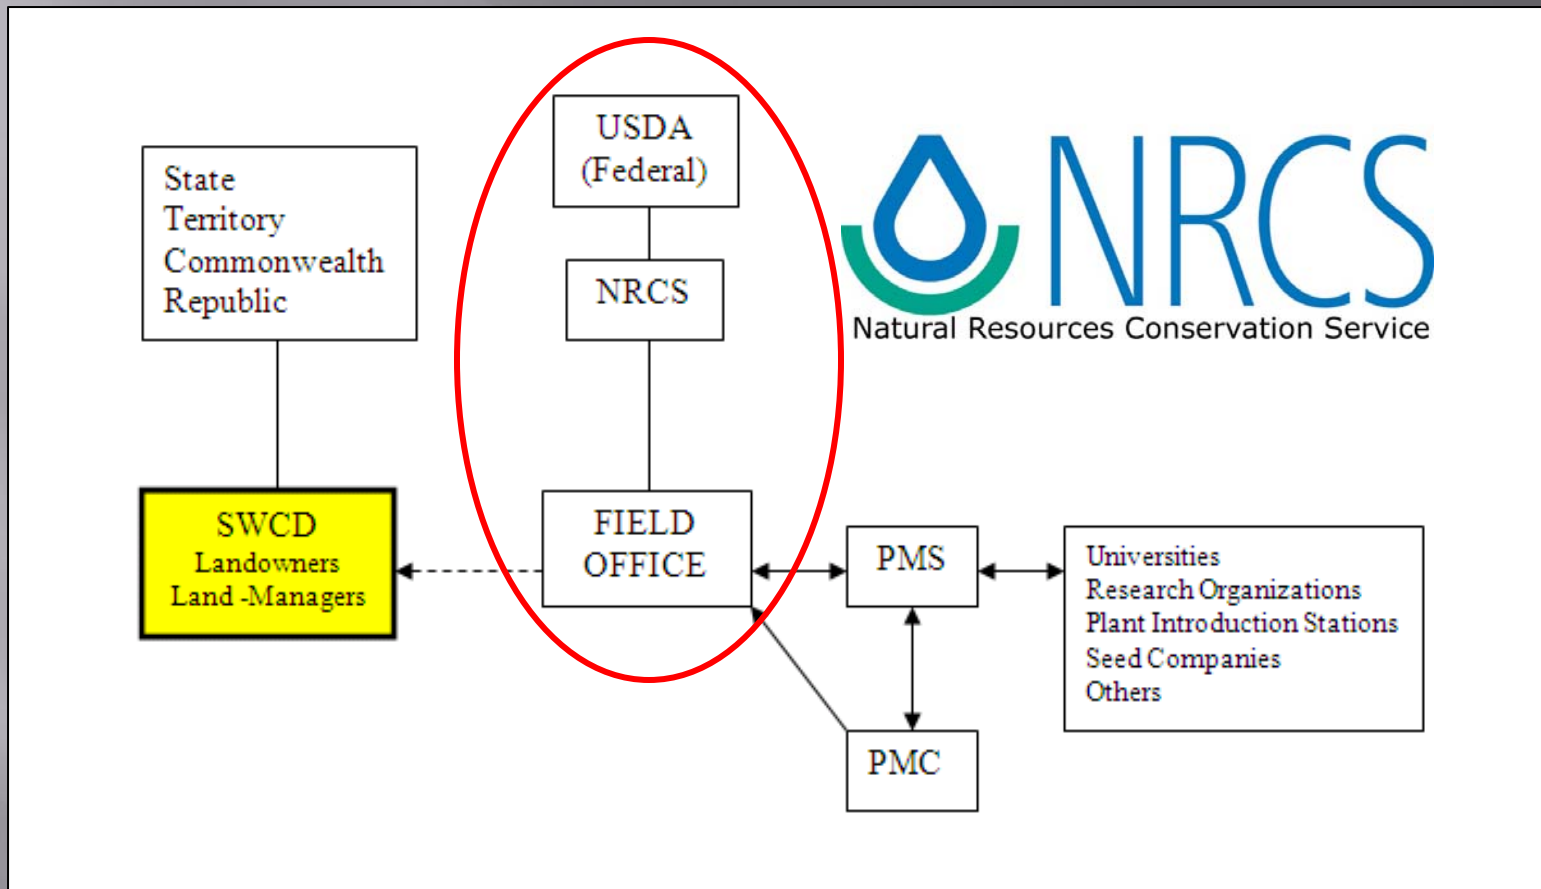 State
Territory
Commonwealth
Republic
USDA
(Federal)
NRCS
NRCS
Natural Resources Conservation Service
SWCD
Landowners
Land -Managers
FIELD
OFFICE
PMS
Universities
Research Organizations
Plant Introduction Stations
Seed Companies
Others
PMC